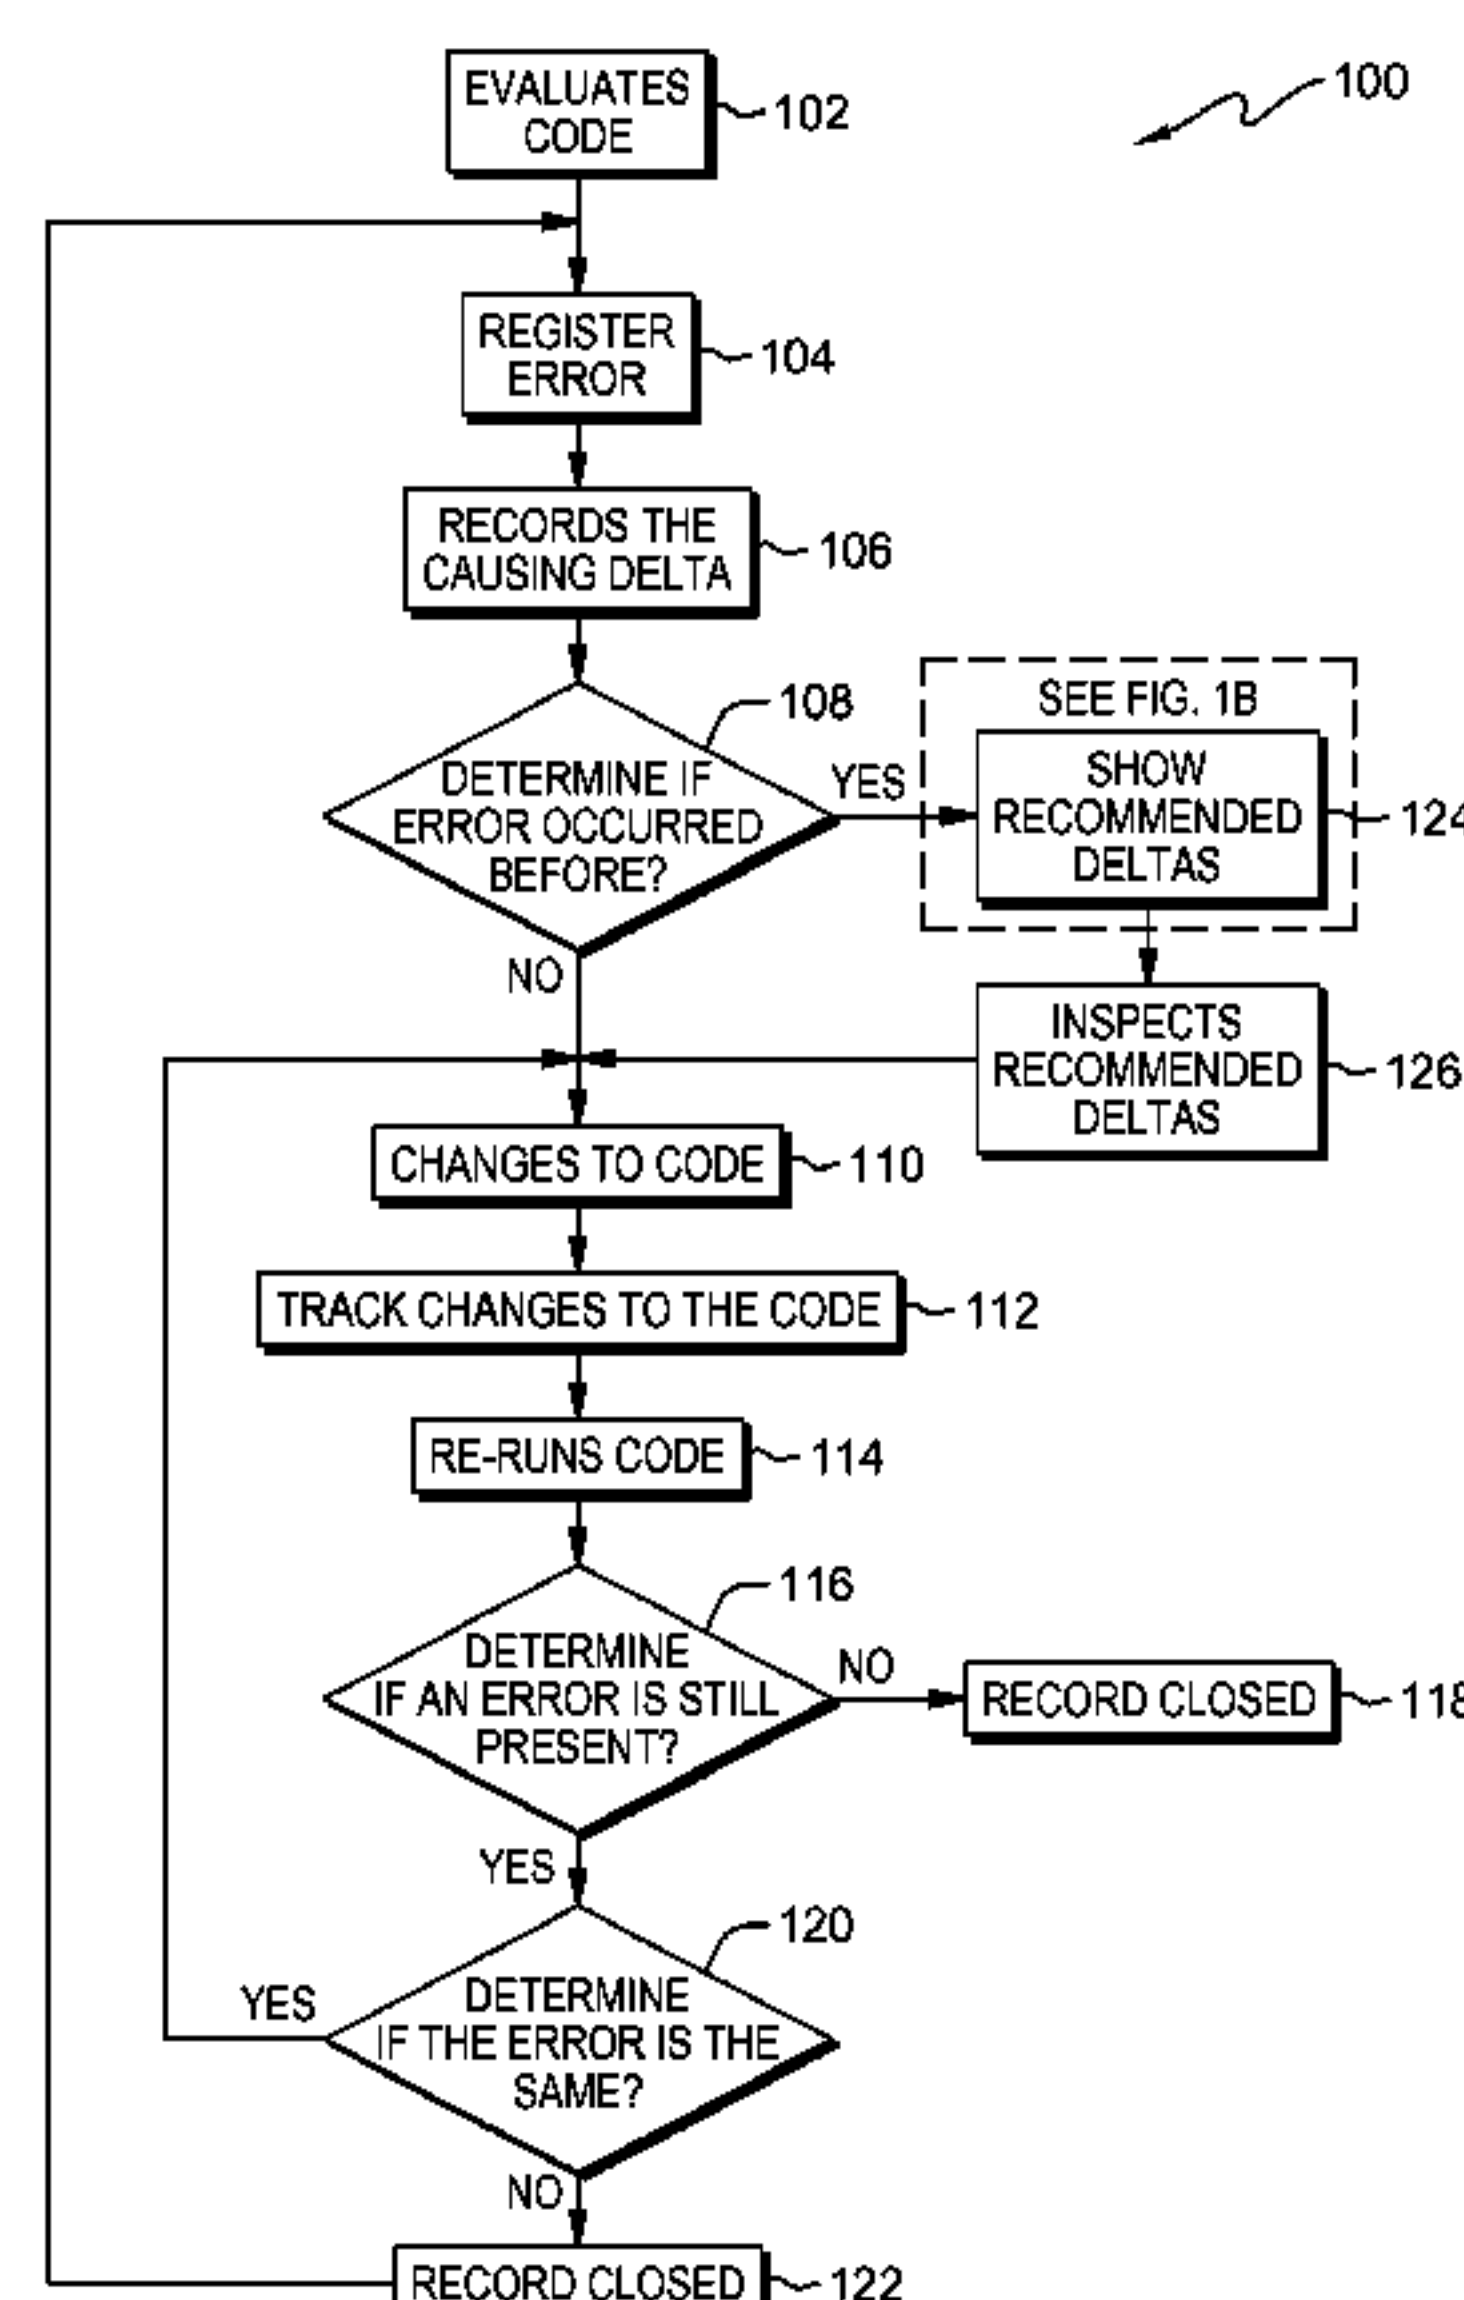 EVALUATES
CODE
102
100
REGISTER
ERROR
104
RECORDS THE
CAUSING DELTA
106
108
DETERMINE IF
ERROR OCCURRED
BEFORE?
YES
NO
SEE FIG. 1B
SHOW
RECOMMENDED
DELTAS
124
INSPECTS
RECOMMENDED
DELTAS
126
CHANGES TO CODE
110
TRACK CHANGES TO THE CODE
112
RE-RUNS CODE
114
116
DETERMINE
IF AN ERROR IS STILL
PRESENT?
NO
RECORD CLOSED
118
YES
120
DETERMINE
IF THE ERROR IS THE
SAME?
YES
NO
RECORD CLOSED
122